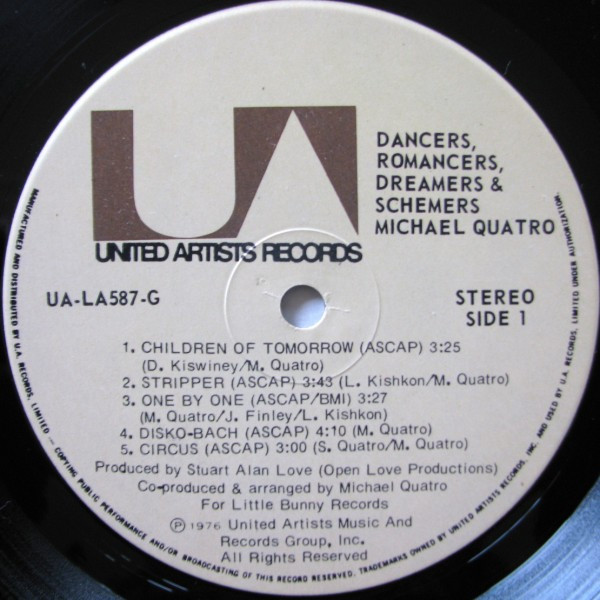 UA
UNITED ARTISTS RECORDS
DANCERS,
ROMANCERS,
DREAMERS &
SCHEMERS
MICHAEL QUATRO
UA-LA587-G
STEREO
SIDE 1
1. CHILDREN OF TOMORROW (ASCAP) 3:25
(D. Kiswiney/M. Quatro)
2. STRIPPER (ASCAP) 3:43 (L. Kishkon/M. Quatro)
3. ONE BY ONE (ASCAP/BMI) 3:27
(M. Quatro/J. Finley/L. Kishkon)
4. DISKO-BACH (ASCAP) 4:10 (M. Quatro)
5. CIRCUS (ASCAP) 3:00 (S. Quatro/M. Quatro)
Produced by Stuart Alan Love (Open Love Productions)
Co-produced & arranged by Michael Quatro
For Little Bunny Records
℗ 1976 United Artists Music And
Records Group, Inc.
All Rights Reserved
MANUFACTURED AND DISTRIBUTED BY U.A. RECORDS, LIMITED — COPYING PUBLIC PERFORMANCE AND/OR BROADCASTING OF THIS RECORD RESERVED. TRADEMARKS OWNED BY UNITED ARTISTS RECORDS INC. AND USED BY U.A. RECORDS, LIMITED UNDER AUTHORIZATION.